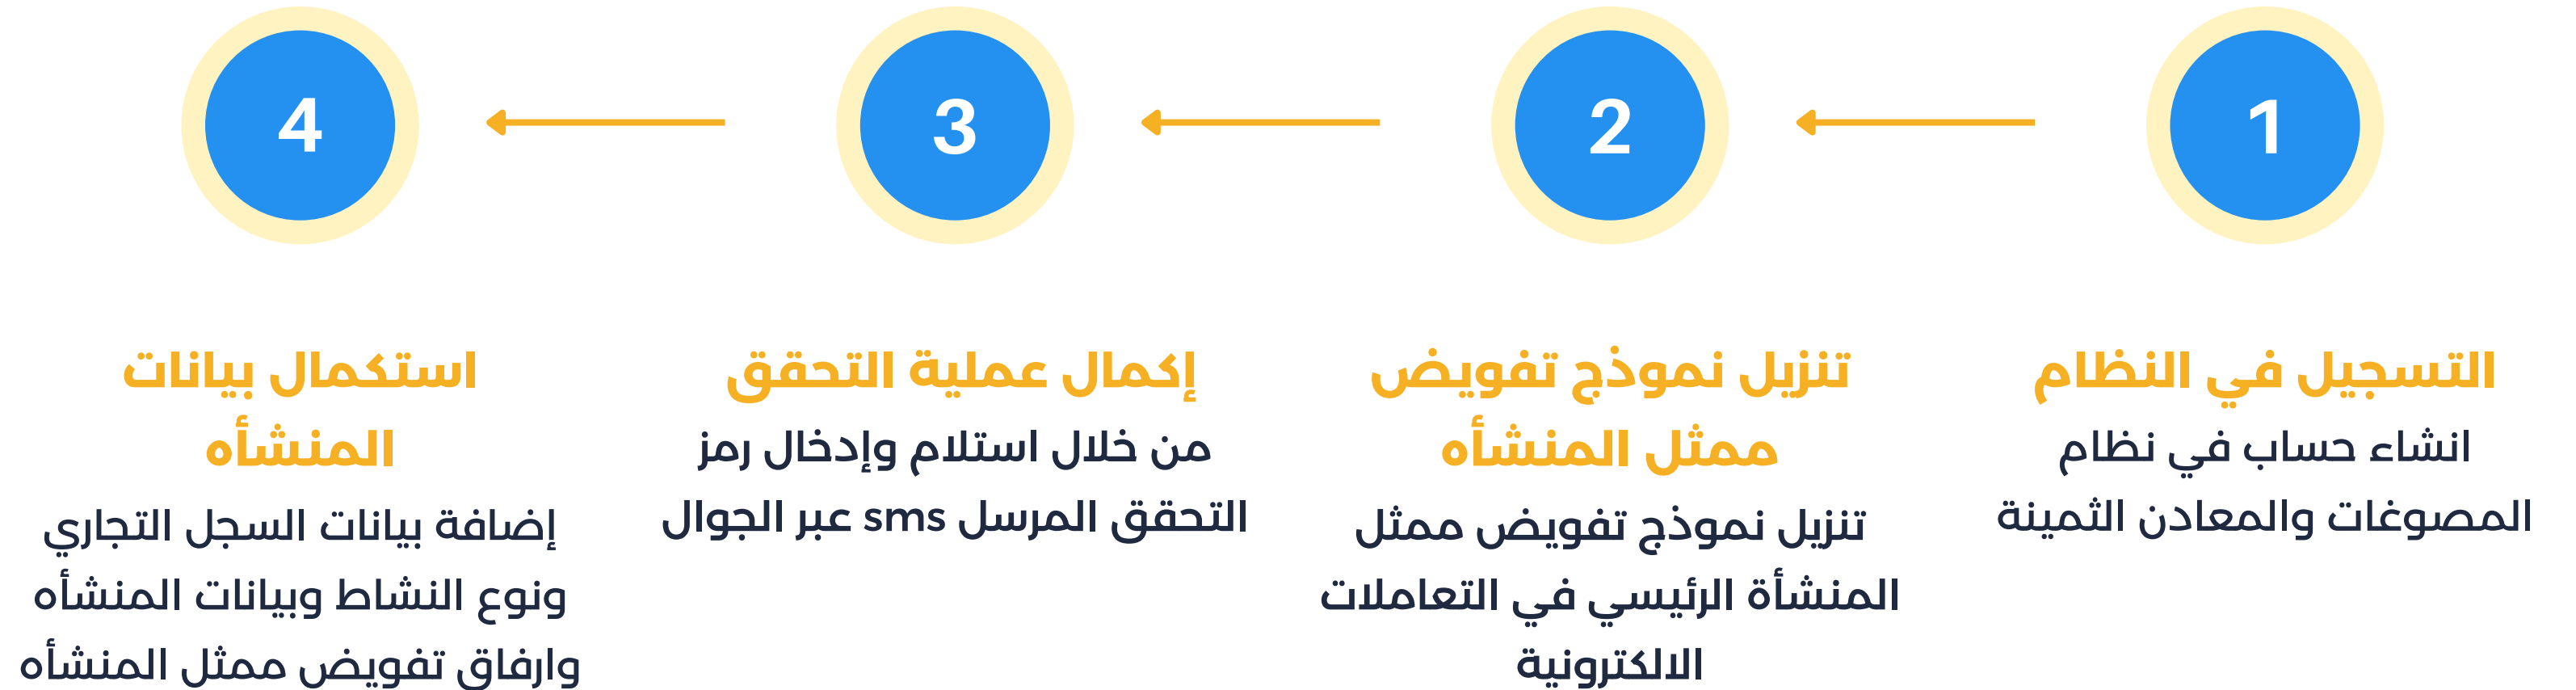 1
التسجيل في النظام
انشاء حساب في نظام
المصوغات والمعادن الثمينة
2
تنزيل نموذج تفويض
ممثل المنشأه
تنزيل نموذج تفويض ممثل
المنشأة الرئيسي في التعاملات
الالكترونية
3
إكمال عملية التحقق
من خلال استلام وإدخال رمز
التحقق المرسل sms عبر الجوال
4
استكمال بيانات
المنشأه
إضافة بيانات السجل التجاري
ونوع النشاط وبيانات المنشأه
وارفاق تفويض ممثل المنشأه